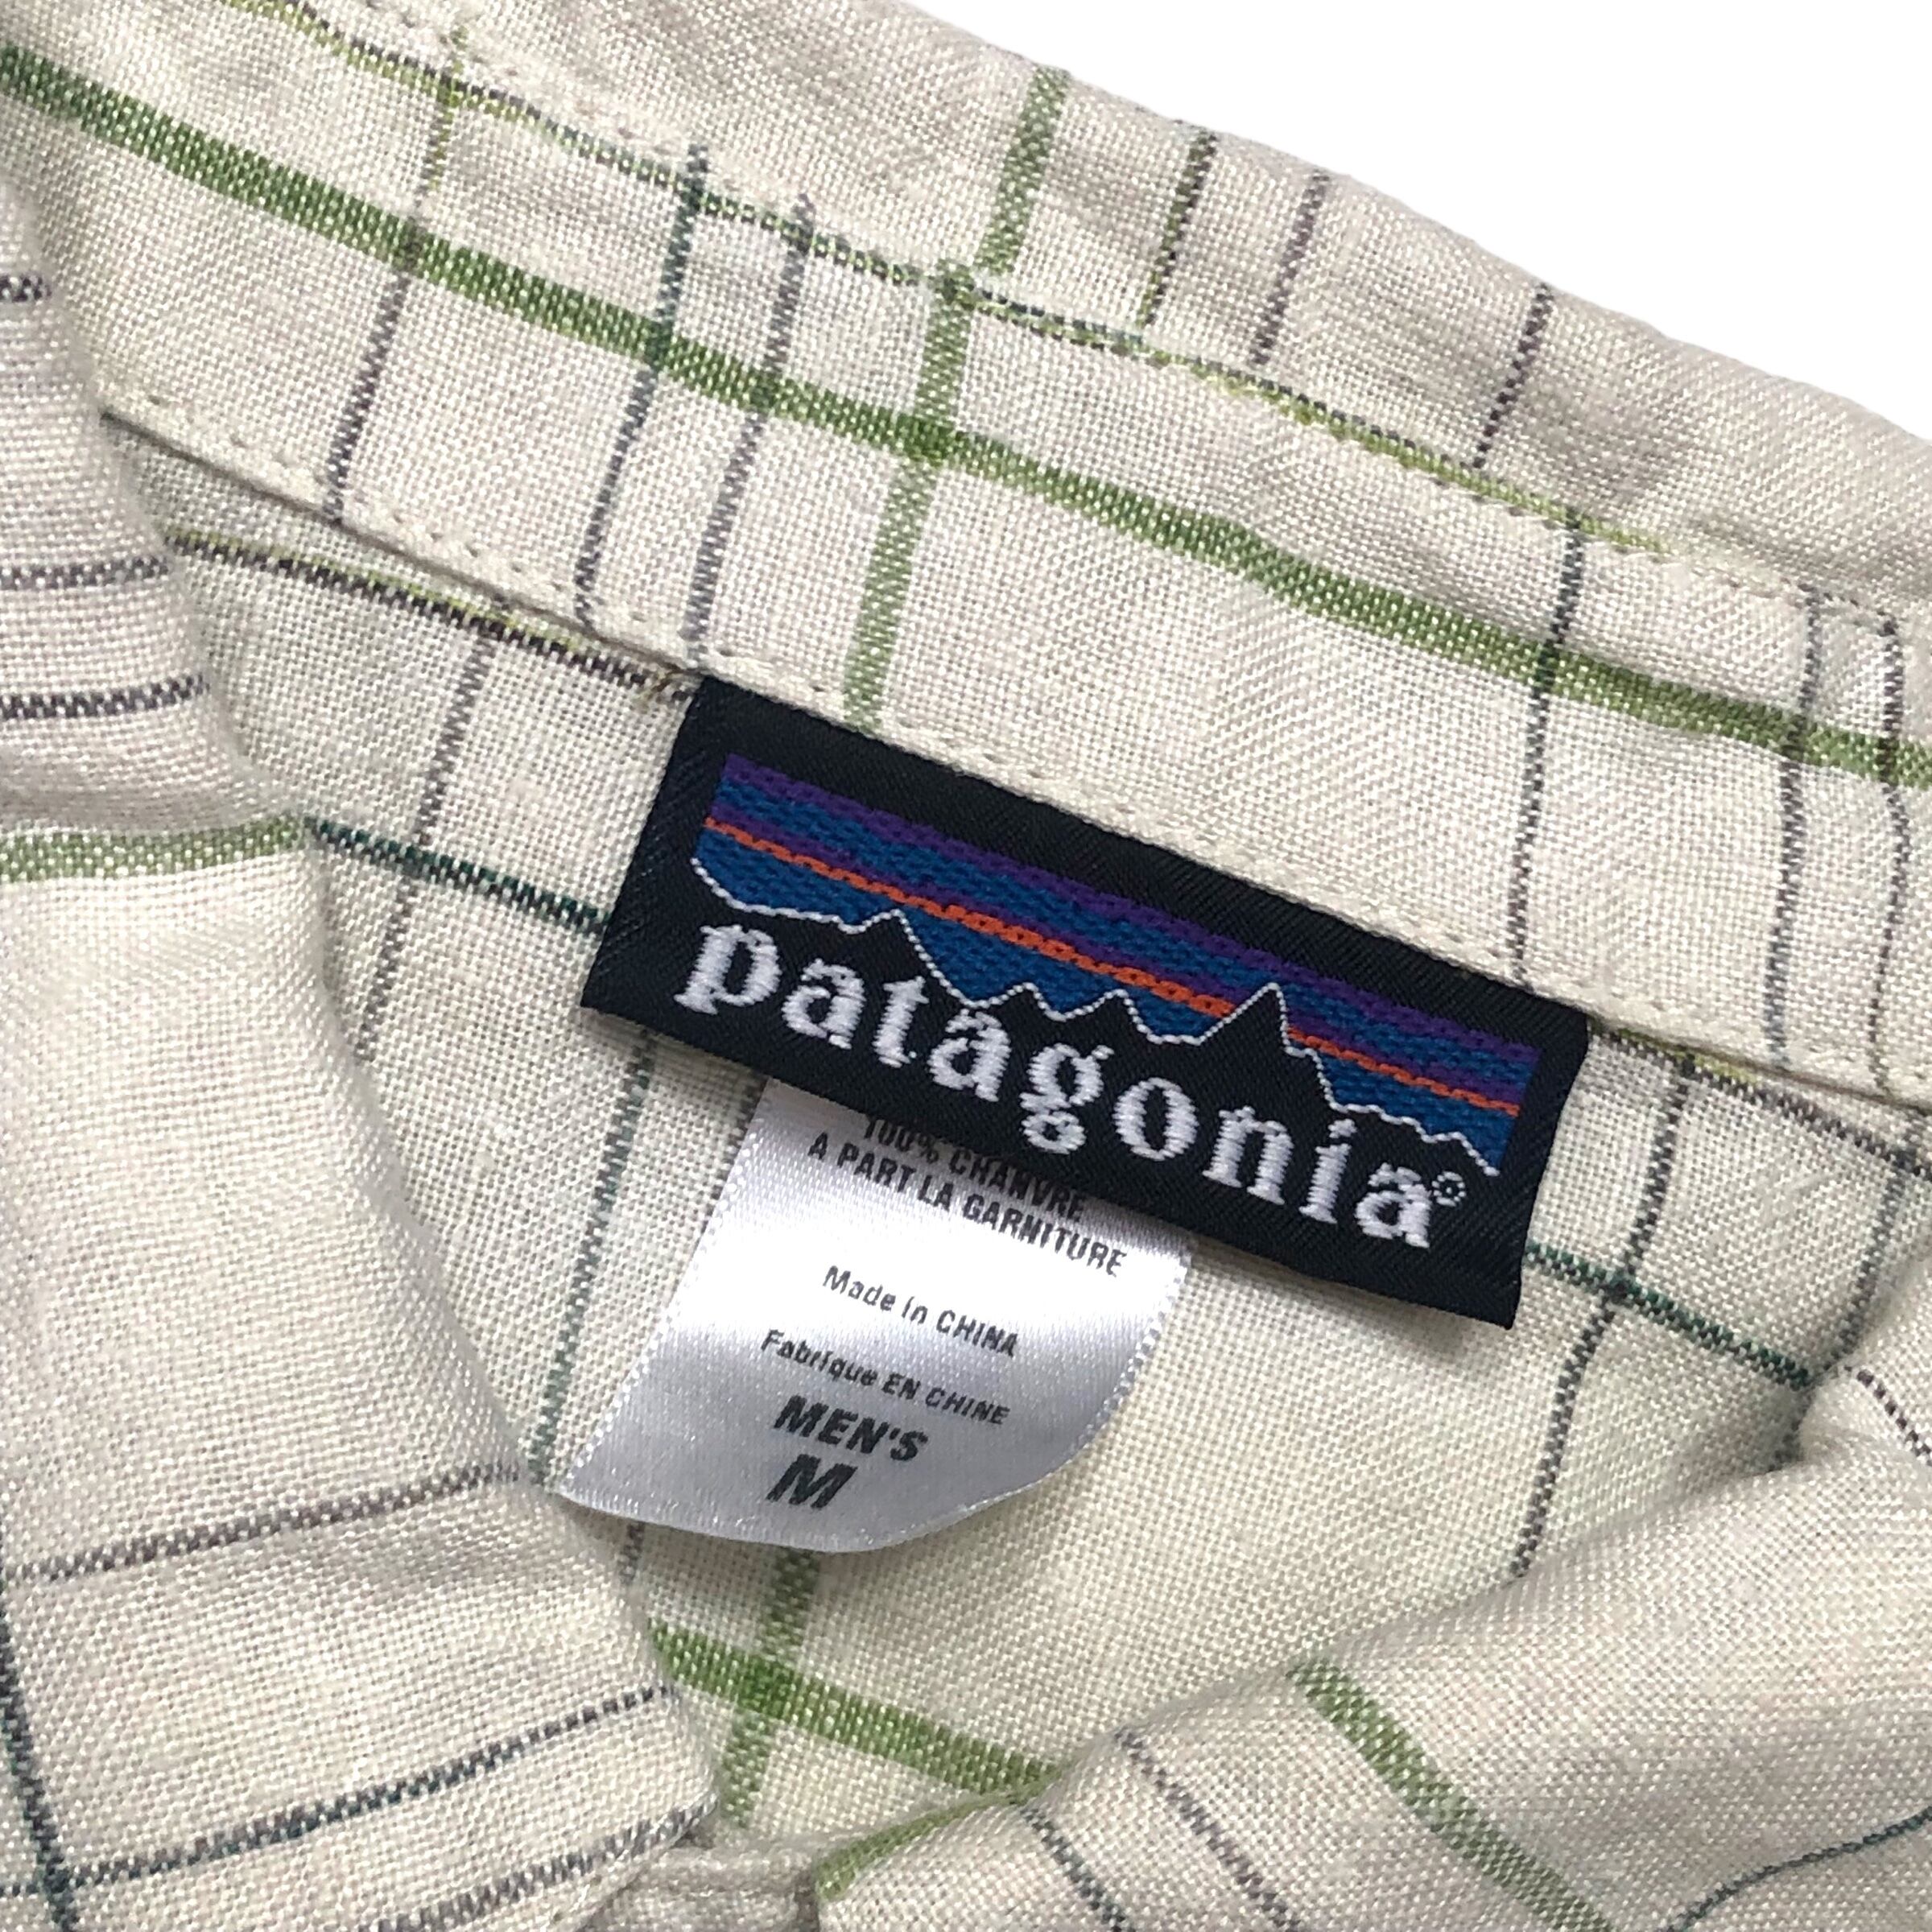 patagonia®
100% CHANVRE
A PART LA GARNITURE
Made in CHINA
Fabrique EN CHINE
MEN'S
M